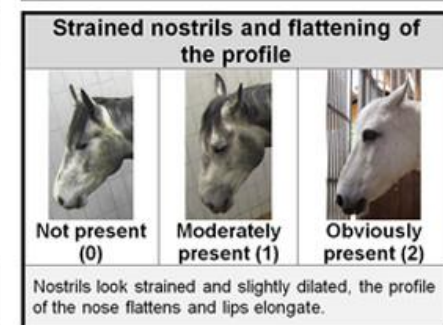 Strained nostrils and flattening of
the profile
Not present
(0)
Moderately
present (1)
Obviously
present (2)
Nostrils look strained and slightly dilated, the profile
of the nose flattens and lips elongate.